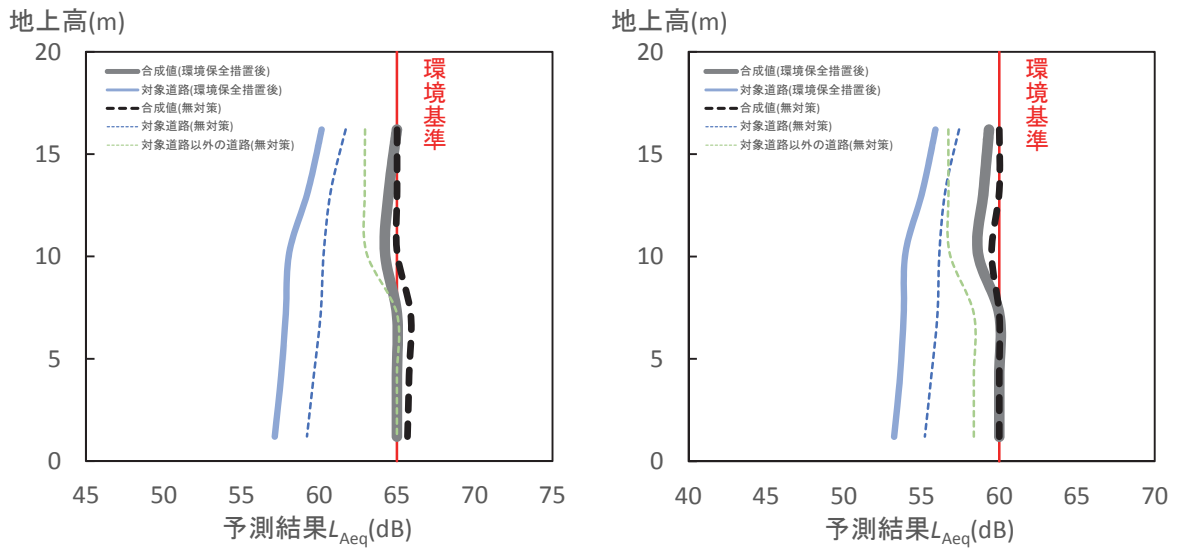 地上高(m)
20
15
10
5
0
合成値(環境保全措置後)
対象道路(環境保全措置後)
合成値(無対策)
対象道路(無対策)
対象道路以外の道路(無対策)
環境基準
45 50 55 60 65 70 75
予測結果LAeq(dB)
地上高(m)
20
15
10
5
0
合成値(環境保全措置後)
対象道路(環境保全措置後)
合成値(無対策)
対象道路(無対策)
対象道路以外の道路(無対策)
環境基準
40 45 50 55 60 65 70
予測結果LAeq(dB)